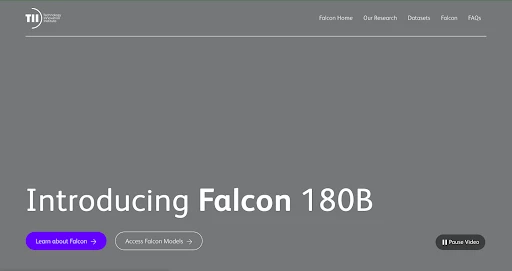 TII
Technology
Innovation
Institute
Falcon Home
Our Research
Datasets
Falcon
FAQs
Introducing Falcon 180B
Learn about Falcon →
Access Falcon Models →
Pause Video